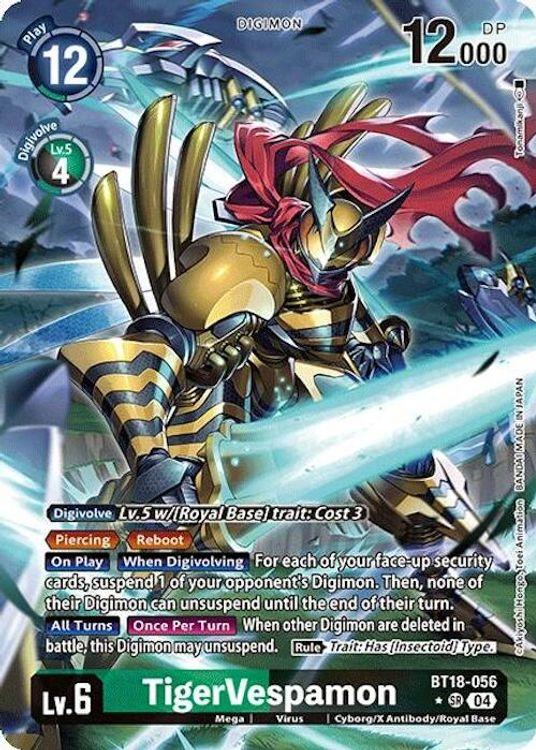 DIGIMON
Play
12
DP
12000
Digivolve
Lv.5
4
Tonamikanji
Digivolve Lv.5 w/[Royal Base] trait: Cost 3
Piercing Reboot
On Play When Digivolving For each of your face-up security
cards, suspend 1 of your opponent's Digimon. Then, none of
their Digimon can unsuspend until the end of their turn.
All Turns Once Per Turn When other Digimon are deleted in
battle, this Digimon may unsuspend. Rule Trait: Has [Insectoid] Type.
©Akiyoshi Hongo, Toei Animation BANDAI MADE IN JAPAN
Lv.6
TigerVespamon
BT18-056
SR 04
Mega | Virus | Cyborg/X Antibody/Royal Base